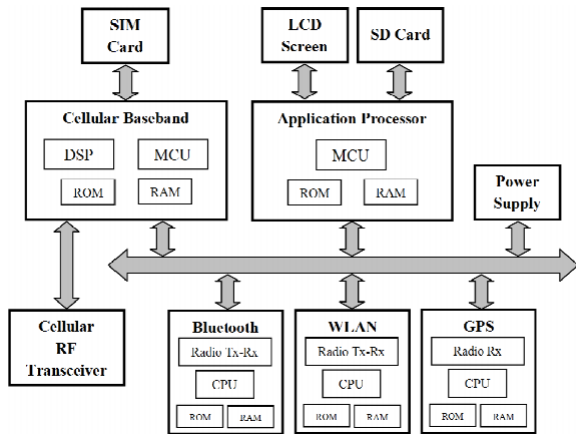 SIM
Card
LCD
Screen
SD Card
Cellular Baseband
DSP
MCU
ROM
RAM
Application Processor
MCU
ROM
RAM
Power
Supply
Cellular
RF
Transceiver
Bluetooth
Radio Tx-Rx
CPU
ROM
RAM
WLAN
Radio Tx-Rx
CPU
ROM
RAM
GPS
Radio Rx
CPU
ROM
RAM